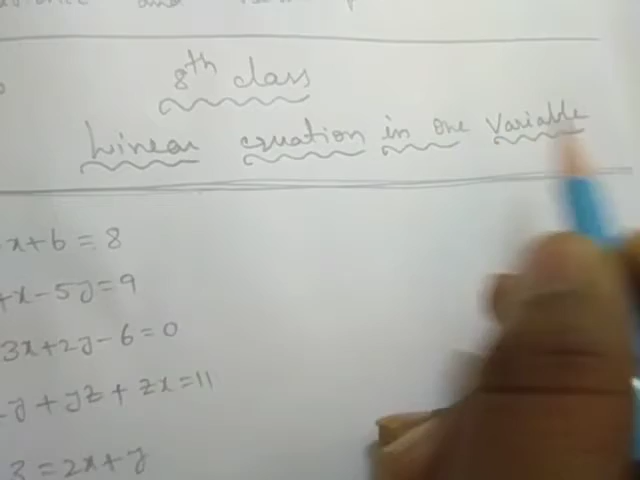 8th class
Linear equation in one Variable
x+6=8
x-5y=9
3x+2y-6=0
y+yz+zx=11
3=2x+y